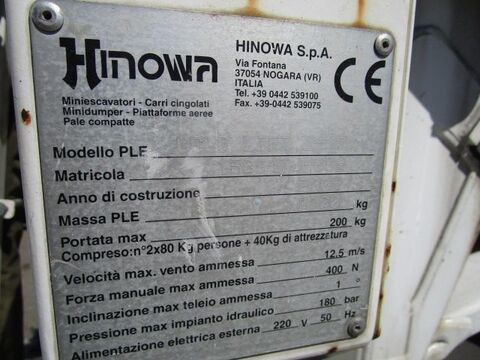 HINOWA
HINOWA S.p.A.
Via Fontana
37054 NOGARA (VR)
ITALIA
Tel. +39 0442 539100
Fax. +39 0442 539075
CE
Miniescavatori - Carri cingolati
Minidumper - Piattaforme aeree
Pale compatte
Modello PLE
Matricola
Anno di costruzione
Massa PLE kg
Portata max 200 kg
Compreso:n°2x80 Kg persone + 40Kg di attrezzatura
Velocità max. vento ammessa 12.5 m/s
Forza manuale max ammessa 400 N
Inclinazione max telaio ammessa 1 °
Pressione max impianto idraulico 180 bar
Alimentazione elettrica esterna 220 V 50 Hz